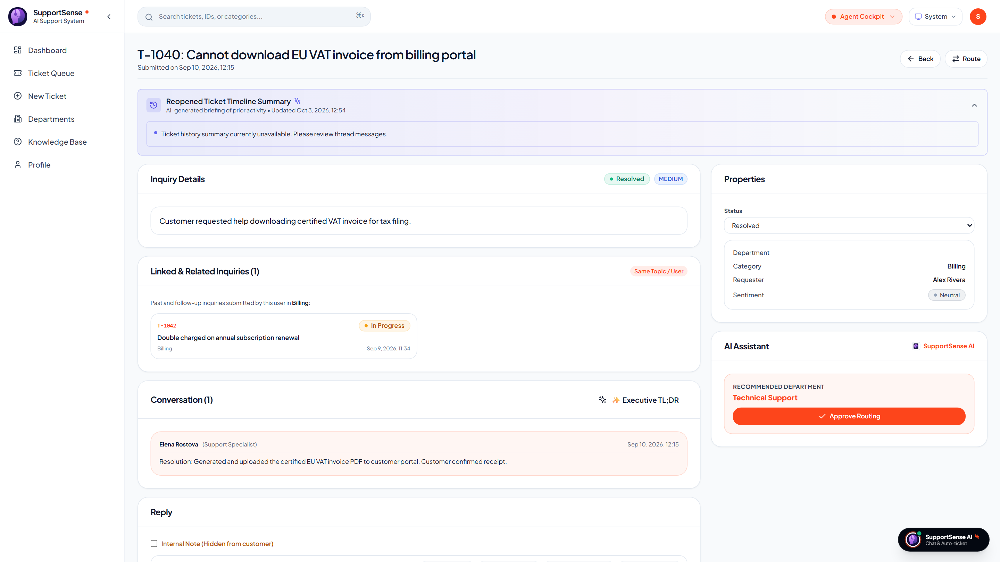 SupportSense
AI Support System
Search tickets, IDs, or categories...
⌘K
Agent Cockpit
System
S
Dashboard
Ticket Queue
New Ticket
Departments
Knowledge Base
Profile
T-1040: Cannot download EU VAT invoice from billing portal
Submitted on Sep 10, 2026, 12:15
Back
Route
Reopened Ticket Timeline Summary
AI-generated briefing of prior activity • Updated Oct 3, 2026, 12:54
Ticket history summary currently unavailable. Please review thread messages.
Inquiry Details
Resolved
MEDIUM
Customer requested help downloading certified VAT invoice for tax filing.
Linked & Related Inquiries (1)
Same Topic / User
Past and follow-up inquiries submitted by this user in Billing:
T-1042
In Progress
Double charged on annual subscription renewal
Billing
Sep 9, 2026, 11:34
Conversation (1)
✨ Executive TL;DR
Elena Rostova (Support Specialist)
Sep 10, 2026, 12:15
Resolution: Generated and uploaded the certified EU VAT invoice PDF to customer portal. Customer confirmed receipt.
Reply
Internal Note (Hidden from customer)
Properties
Status
Resolved
Department
Category Billing
Requester Alex Rivera
Sentiment Neutral
AI Assistant
SupportSense AI
RECOMMENDED DEPARTMENT
Technical Support
Approve Routing
SupportSense AI
Chat & Auto-ticket